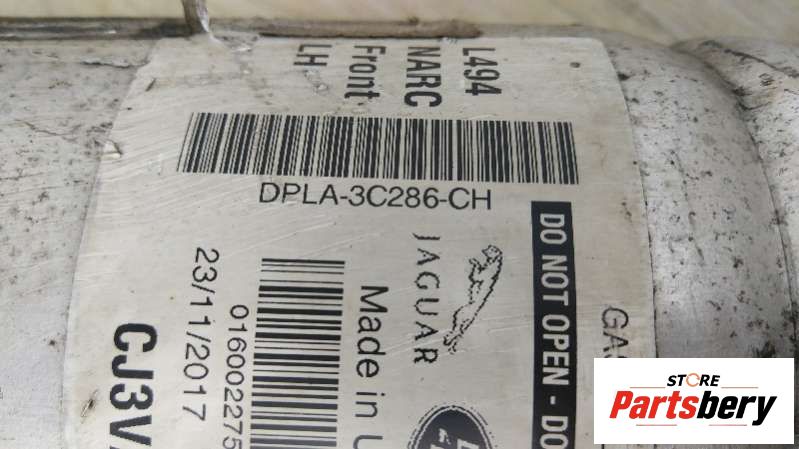 L494
NARC
Front
LH
DPLA-3C286-CH
JAGUAR
DO NOT OPEN - DO
Made in
016002275
23/11/2017
STORE
Partsbery